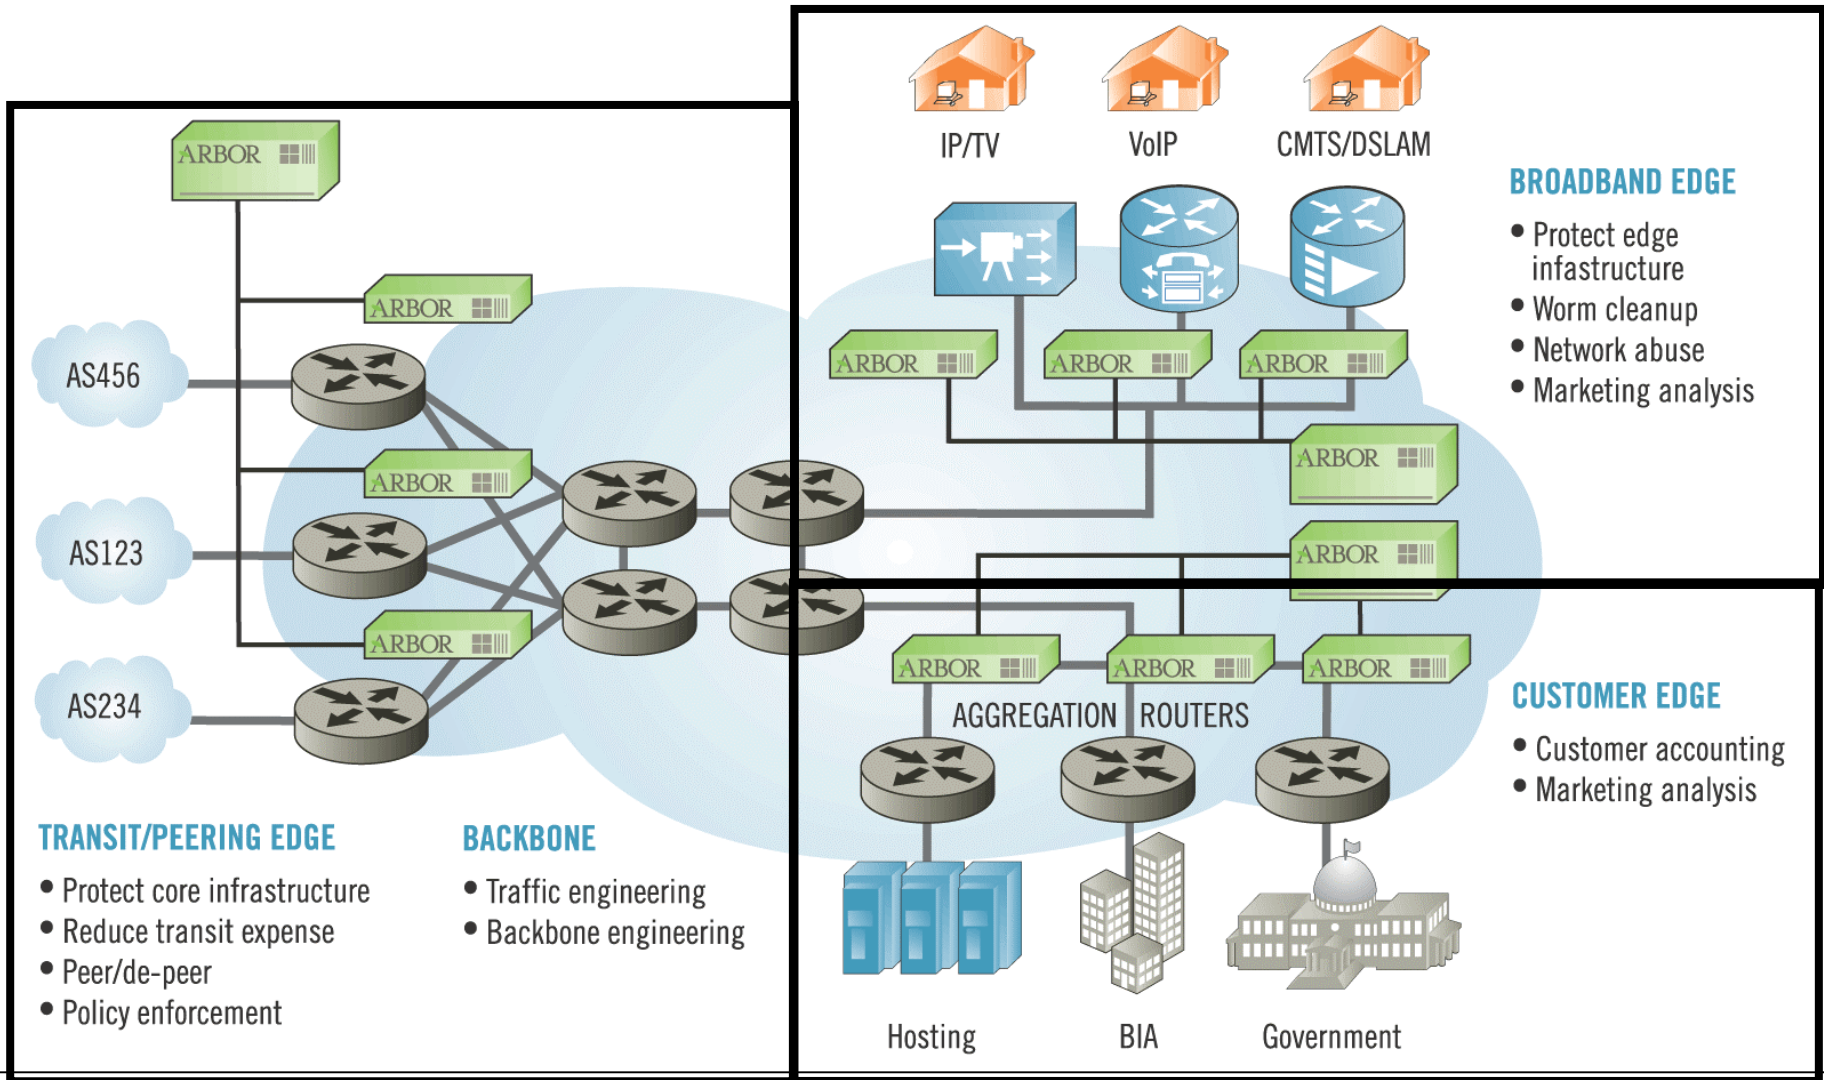 IP/TV
VoIP
CMTS/DSLAM
BROADBAND EDGE
• Protect edge
infastructure
• Worm cleanup
• Network abuse
• Marketing analysis
ARBOR
ARBOR
ARBOR
ARBOR
ARBOR
ARBOR
ARBOR
ARBOR
ARBOR
AS456
AS123
AS234
TRANSIT/PEERING EDGE
• Protect core infrastructure
• Reduce transit expense
• Peer/de-peer
• Policy enforcement
BACKBONE
• Traffic engineering
• Backbone engineering
ARBOR
ARBOR
ARBOR
AGGREGATION ROUTERS
CUSTOMER EDGE
• Customer accounting
• Marketing analysis
Hosting
BIA
Government